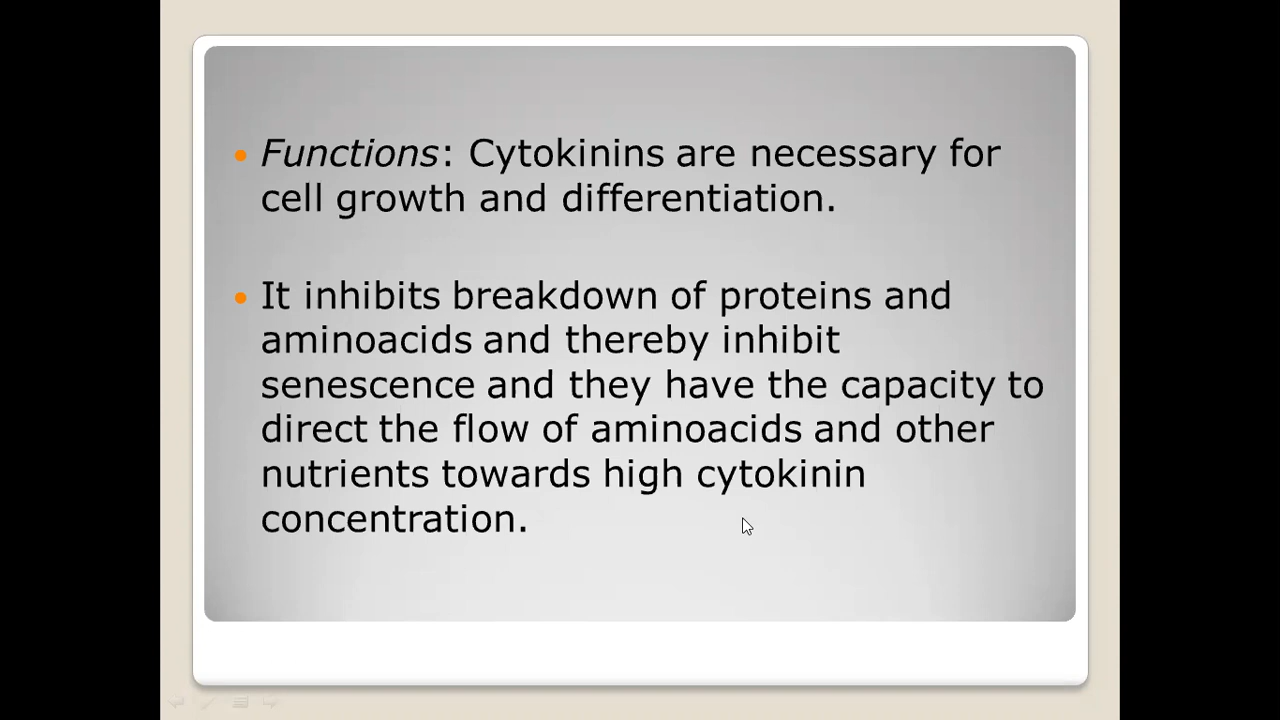 Functions: Cytokinins are necessary for
cell growth and differentiation.
It inhibits breakdown of proteins and
aminoacids and thereby inhibit
senescence and they have the capacity to
direct the flow of aminoacids and other
nutrients towards high cytokinin
concentration.